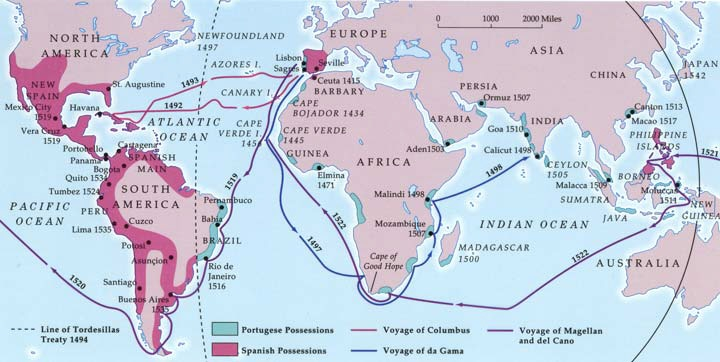 NORTH
AMERICA
NEWFOUNDLAND
1497
EUROPE
ASIA
0 1000 2000 Miles
AZORES I.
Lisbon
Sagres
Seville
Ceuta 1415
BARBARY
CHINA
JAPAN
1542
NEW
SPAIN
St. Augustine
1493
CANARY I.
PERSIA
Ormuz 1507
Mexico City
1519
Havana
1492
CAPE
BOJADOR 1434
ARABIA
INDIA
Goa 1510
Canton 1513
Macao 1517
Vera Cruz
1519
ATLANTIC
OCEAN
CAPE
VERDE I.
1456
CAPE VERDE
1445
Aden1503
Calicut 1498
PHILIPPINE
ISLANDS
1521
Portobello
Panama
Cartagena
SPANISH
MAIN
GUINEA
AFRICA
CEYLON
1505
Bogota
Quito 1534
Elmina
1471
1498
BORNEO
Malacca 1509
Moluccas
1511
Tumbez 1524
SOUTH
AMERICA
1519
Malindi 1498
SUMATRA
NEW
GUINEA
PACIFIC
OCEAN
PERU
Pernambuco
1522
JAVA
Lima 1535
Cuzco
Bahia
BRAZIL
Mozambique
1507
INDIAN OCEAN
Potosi
1497
MADAGASCAR
1500
Asunçion
Rio de
Janeiro
1516
Cape of
Good Hope
1522
AUSTRALIA
1520
Santiago
Buenos Aires
1535
Line of Tordesillas
Treaty 1494
Portugese Possessions
Spanish Possessions
Voyage of Columbus
Voyage of da Gama
Voyage of Magellan
and del Cano